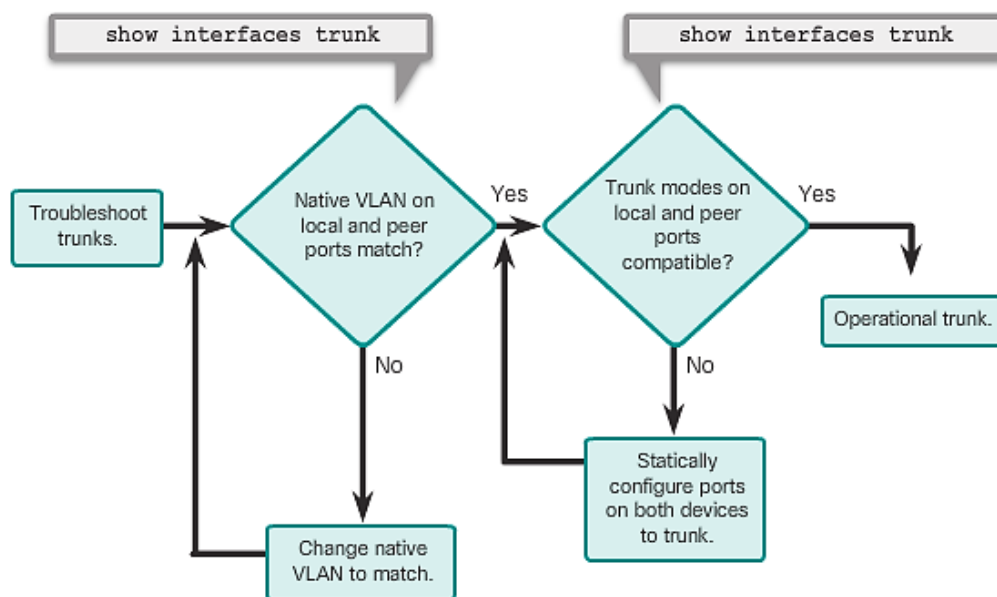 show interfaces trunk
show interfaces trunk
Troubleshoot
trunks.
Native VLAN on
local and peer
ports match?
Yes
Trunk modes on
local and peer
ports
compatible?
Yes
Operational trunk.
No
No
Statically
configure ports
on both devices
to trunk.
Change native
VLAN to match.